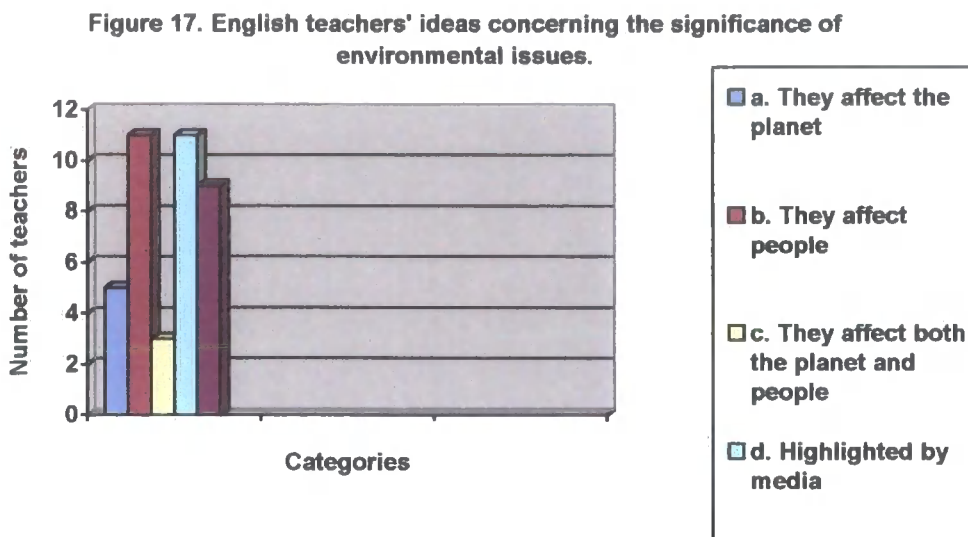 Figure 17. English teachers' ideas concerning the significance of
environmental issues.
12
10
8
6
4
2
0
Number of teachers
Categories
a. They affect the
planet
b. They affect
people
c. They affect both
the planet and
people
d. Highlighted by
media